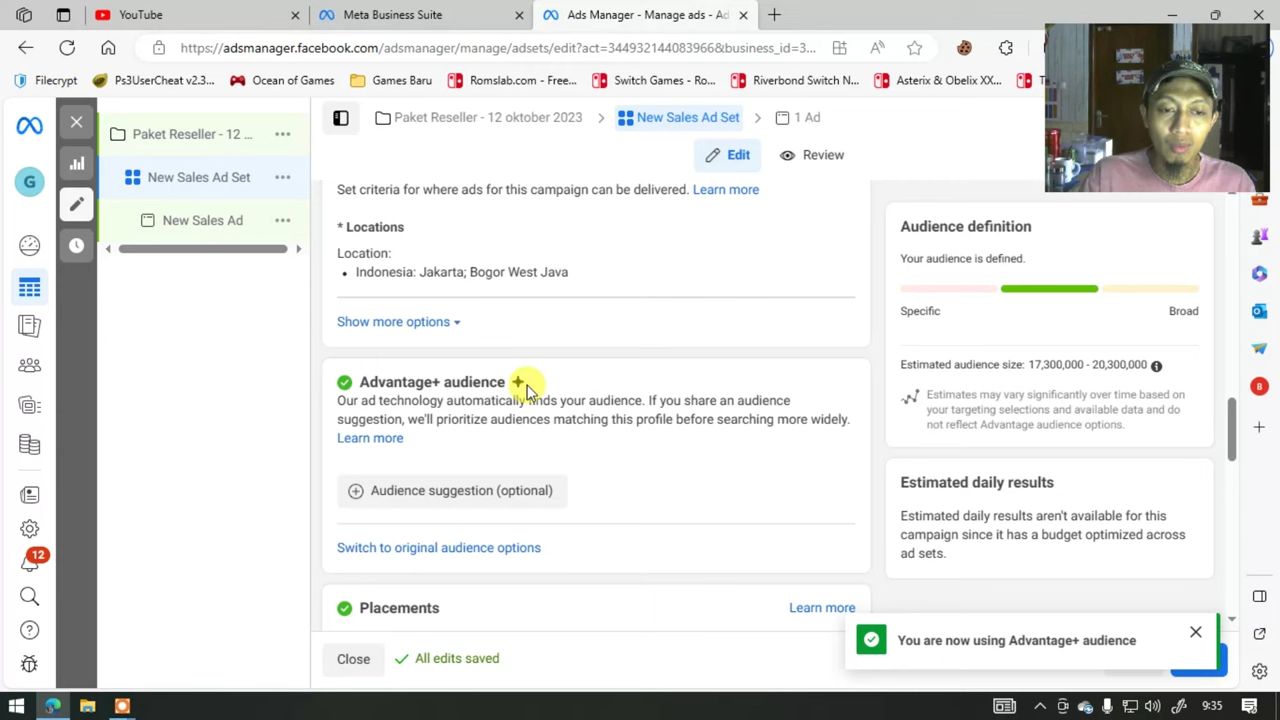 YouTube
Meta Business Suite
Ads Manager - Manage ads - Ad
https://adsmanager.facebook.com/adsmanager/manage/adsets/edit?act=344932144083966&business_id=3...
Filecrypt
Ps3UserCheat v2.3...
Ocean of Games
Games Baru
Romslab.com - Free...
Switch Games - Ro...
Riverbond Switch N...
Asterix & Obelix XX...
Paket Reseller - 12 ...
New Sales Ad Set
New Sales Ad
G
12
Paket Reseller - 12 oktober 2023
New Sales Ad Set
1 Ad
Edit
Review
Set criteria for where ads for this campaign can be delivered. Learn more
* Locations
Location:
• Indonesia: Jakarta; Bogor West Java
Show more options
Advantage+ audience
Our ad technology automatically finds your audience. If you share an audience
suggestion, we'll prioritize audiences matching this profile before searching more widely.
Learn more
Audience suggestion (optional)
Switch to original audience options
Placements
Learn more
Close
All edits saved
Audience definition
Your audience is defined.
Specific
Broad
Estimated audience size: 17,300,000 - 20,300,000
Estimates may vary significantly over time based on
your targeting selections and available data and do
not reflect Advantage audience options.
Estimated daily results
Estimated daily results aren't available for this
campaign since it has a budget optimized across
ad sets.
You are now using Advantage+ audience
B
9:35